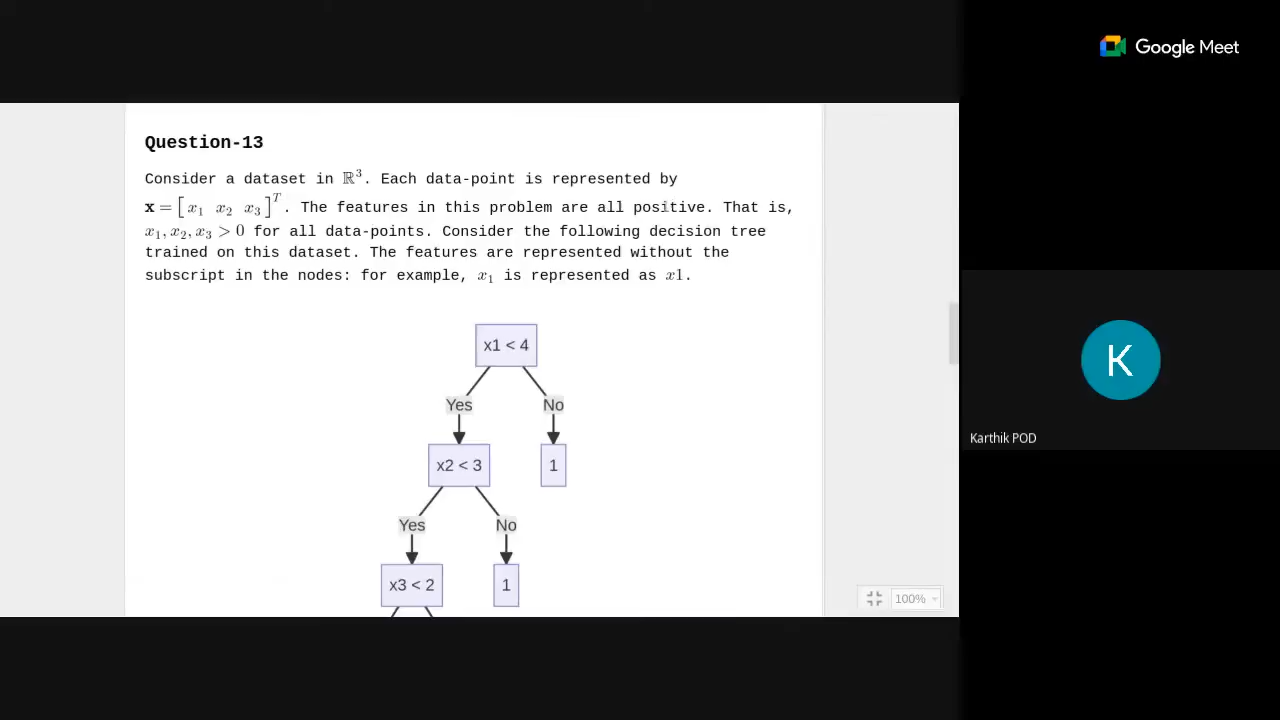 Google Meet
Question-13
Consider a dataset in ℝ³. Each data-point is represented by
x = [ x₁ x₂ x₃ ]ᵀ. The features in this problem are all positive. That is,
x₁, x₂, x₃ > 0 for all data-points. Consider the following decision tree
trained on this dataset. The features are represented without the
subscript in the nodes: for example, x₁ is represented as x1.
x1 < 4
Yes No
x2 < 3 1
Yes No
x3 < 2 1
100%
K
Karthik POD